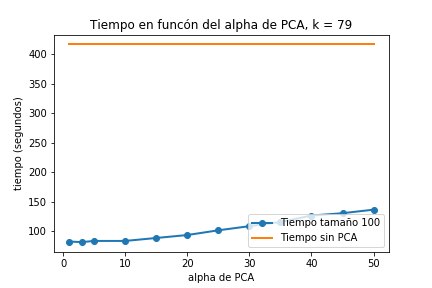 Tiempo en funcón del alpha de PCA, k = 79
400
350
300
250
200
150
100
tiempo (segundos)
Tiempo tamaño 100
Tiempo sin PCA
0 10 20 30 40 50
alpha de PCA